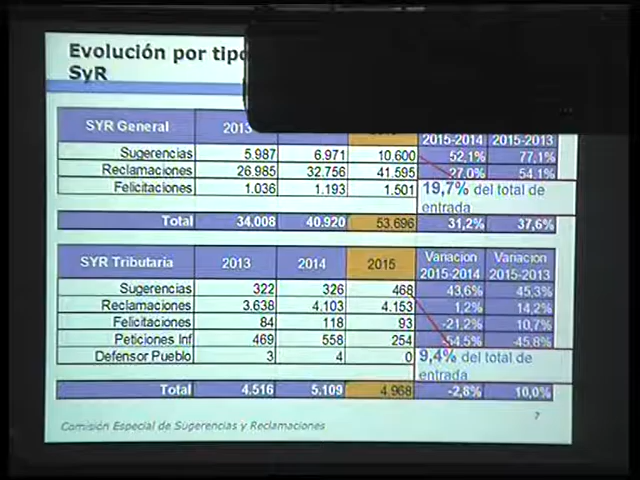 Evolución por tipo
SyR
SYR General 2013
2015-2014 2015-2013
Sugerencias 5.987 6.971 10.600 52,1% 77,1%
Reclamaciones 26.985 32.756 41.595 27,0% 54,1%
Felicitaciones 1.036 1.193 1.501
19,7% del total de
entrada
Total 34.008 40.920 53.696 31,2% 37,6%
SYR Tributaria 2013 2014 2015 Variacion Variacion
2015-2014 2015-2013
Sugerencias 322 326 468 43,6% 45,3%
Reclamaciones 3.638 4.103 4.153 1,2% 14,2%
Felicitaciones 84 118 93 -21,2% 10,7%
Peticiones Inf 469 558 254 -54,5% -45,8%
Defensor Pueblo 3 4 0
9,4% del total de
entrada
Total 4.516 5.109 4.968 -2,8% 10,0%
7
Comisión Especial de Sugerencias y Reclamaciones